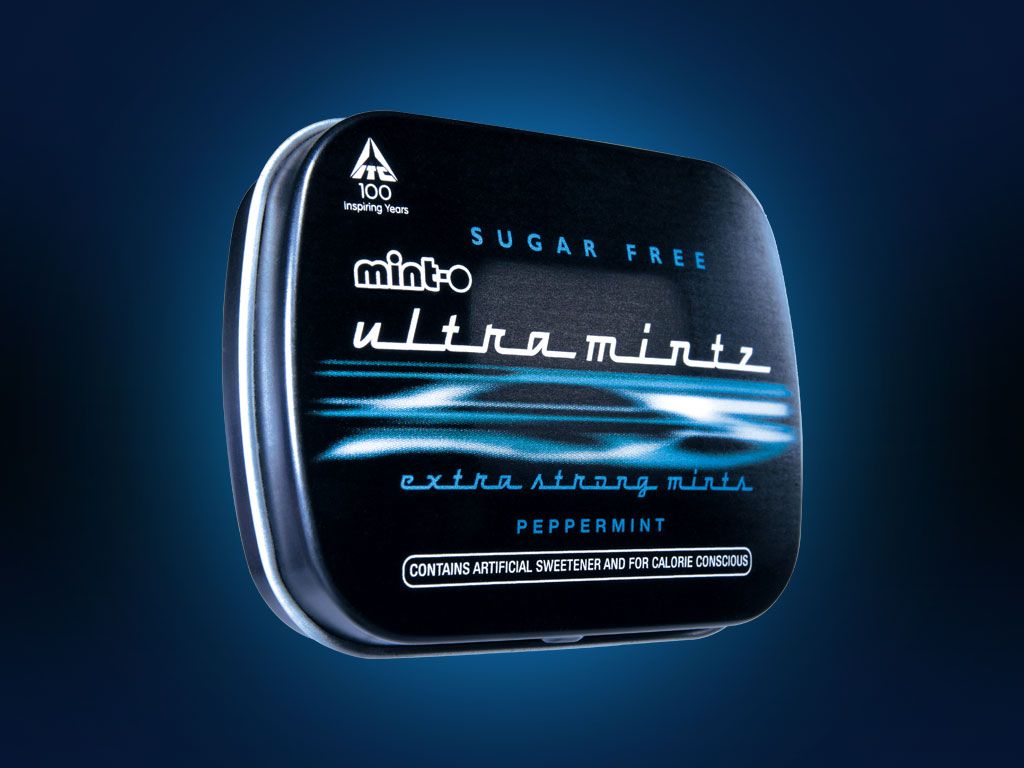 ITC
100
Inspiring Years
SUGAR FREE
mint-o
ultra mintz
extra strong mints
PEPPERMINT
CONTAINS ARTIFICIAL SWEETENER AND FOR CALORIE CONSCIOUS